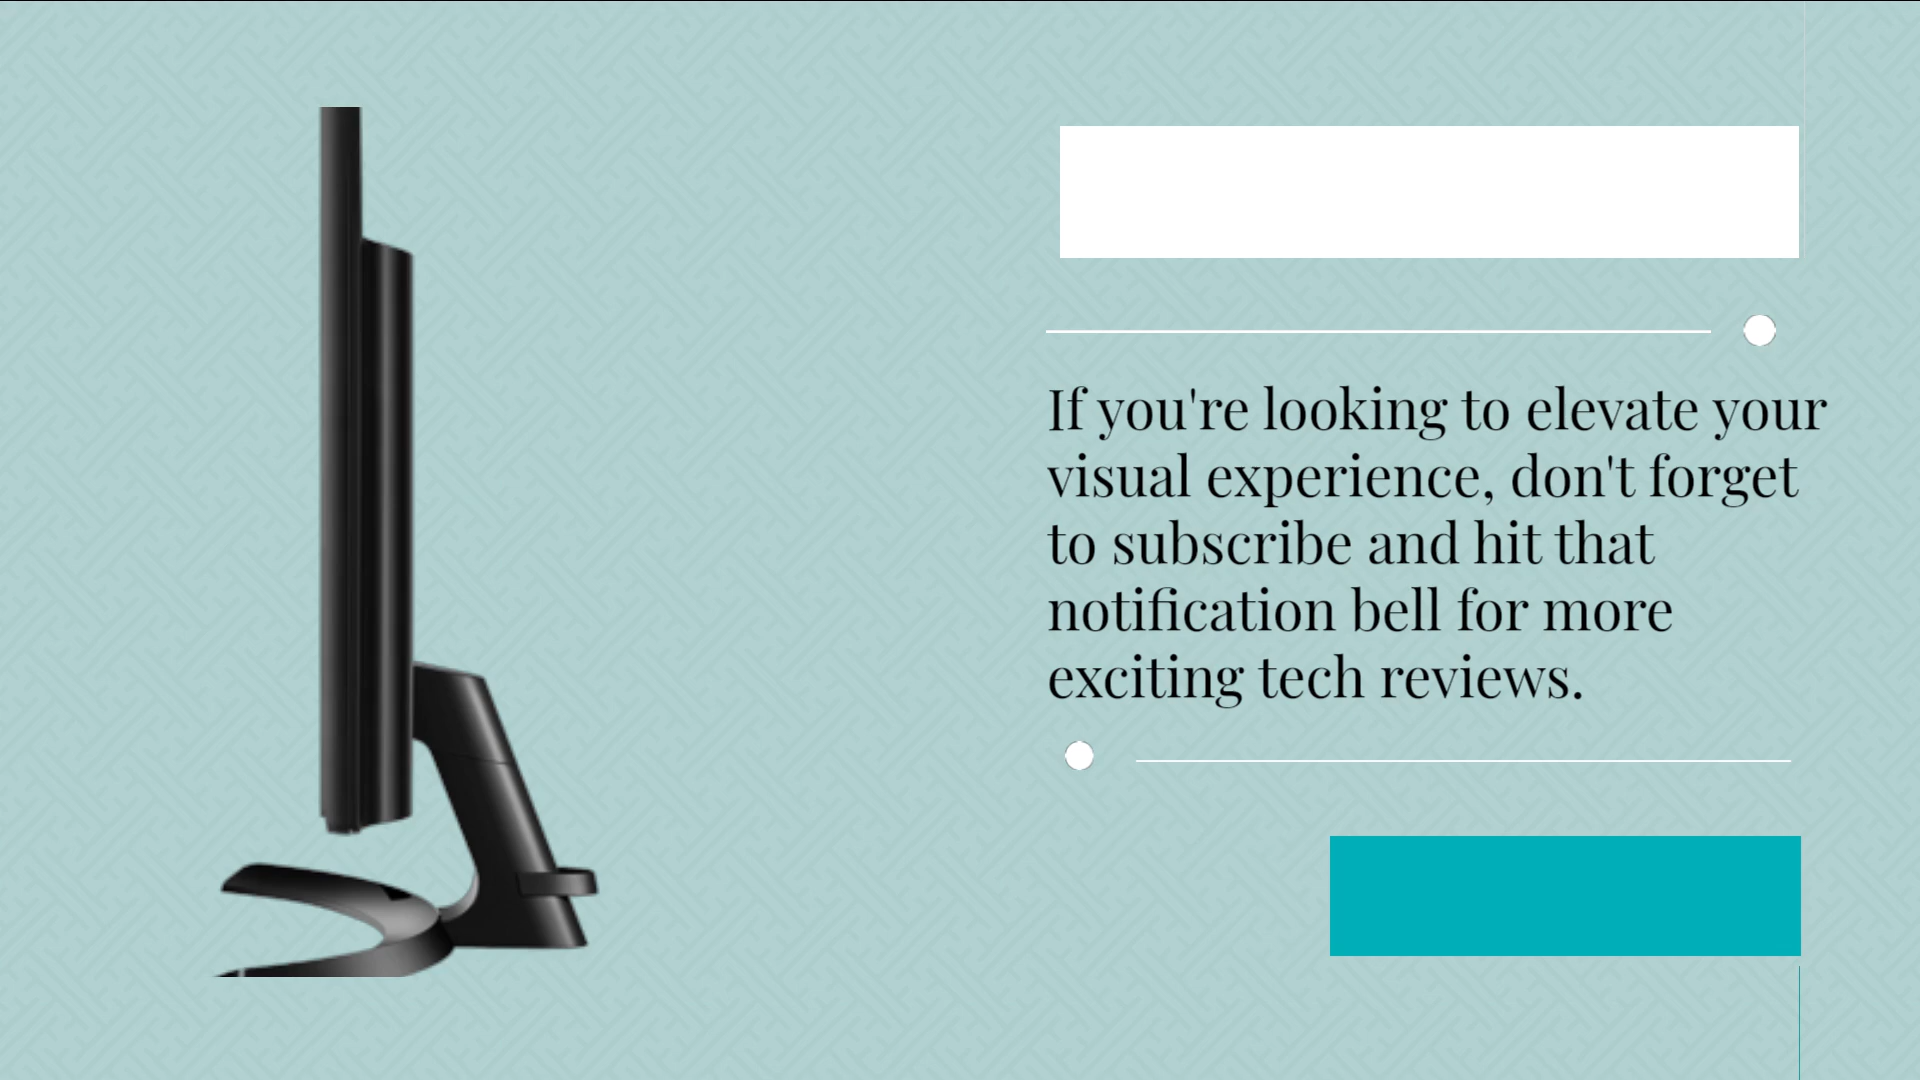 If you're looking to elevate your
visual experience, don't forget
to subscribe and hit that
notification bell for more
exciting tech reviews.